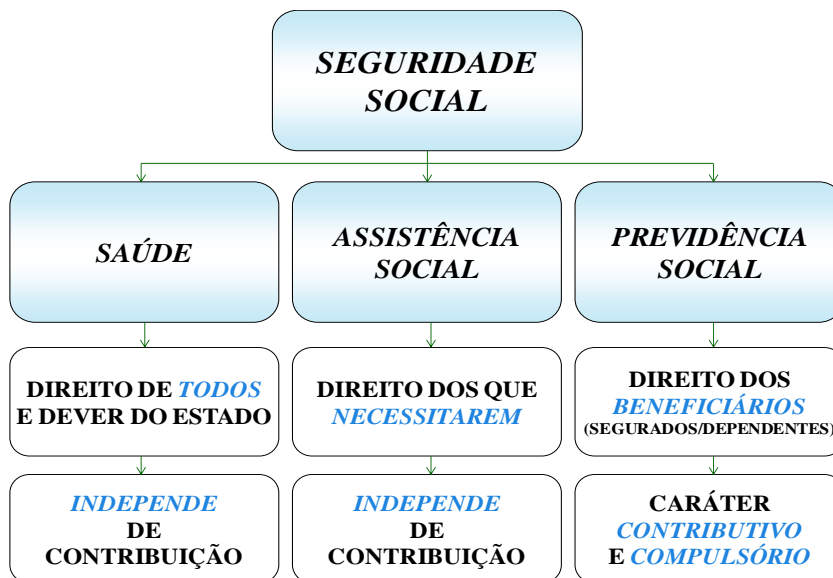 SEGURIDADE
SOCIAL
SAÚDE
ASSISTÊNCIA
SOCIAL
PREVIDÊNCIA
SOCIAL
DIREITO DE TODOS
E DEVER DO ESTADO
DIREITO DOS QUE
NECESSITAREM
DIREITO DOS
BENEFICIÁRIOS
(SEGURADOS/DEPENDENTES)
INDEPENDE
DE
CONTRIBUIÇÃO
INDEPENDE
DE
CONTRIBUIÇÃO
CARÁTER
CONTRIBUTIVO
E COMPULSÓRIO